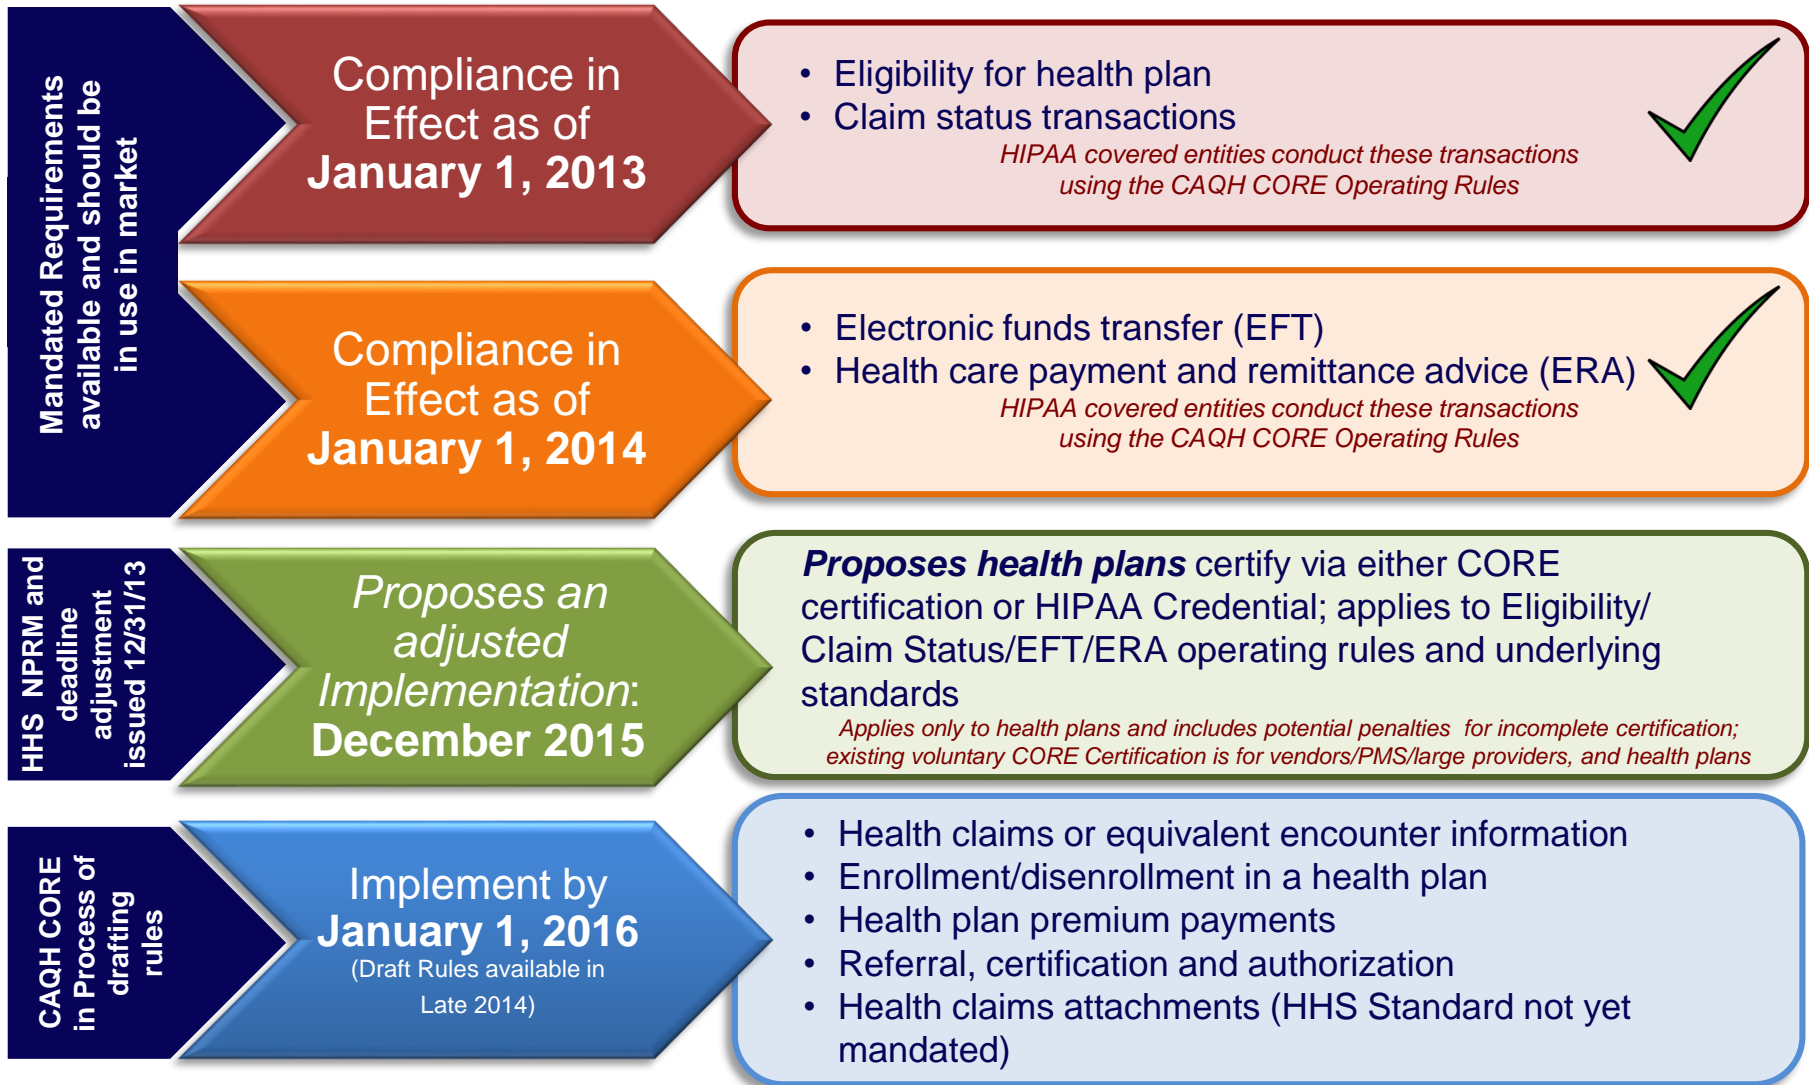 Mandated Requirements
available and should be
in use in market
Compliance in
Effect as of
January 1, 2013
• Eligibility for health plan
• Claim status transactions
HIPAA covered entities conduct these transactions
using the CAQH CORE Operating Rules
Compliance in
Effect as of
January 1, 2014
• Electronic funds transfer (EFT)
• Health care payment and remittance advice (ERA)
HIPAA covered entities conduct these transactions
using the CAQH CORE Operating Rules
HHS NPRM and
deadline
adjustment
issued 12/31/13
Proposes an
adjusted
Implementation:
December 2015
Proposes health plans certify via either CORE
certification or HIPAA Credential; applies to Eligibility/
Claim Status/EFT/ERA operating rules and underlying
standards
Applies only to health plans and includes potential penalties for incomplete certification;
existing voluntary CORE Certification is for vendors/PMS/large providers, and health plans
CAQH CORE
in Process of
drafting
rules
Implement by
January 1, 2016
(Draft Rules available in
Late 2014)
• Health claims or equivalent encounter information
• Enrollment/disenrollment in a health plan
• Health plan premium payments
• Referral, certification and authorization
• Health claims attachments (HHS Standard not yet
mandated)